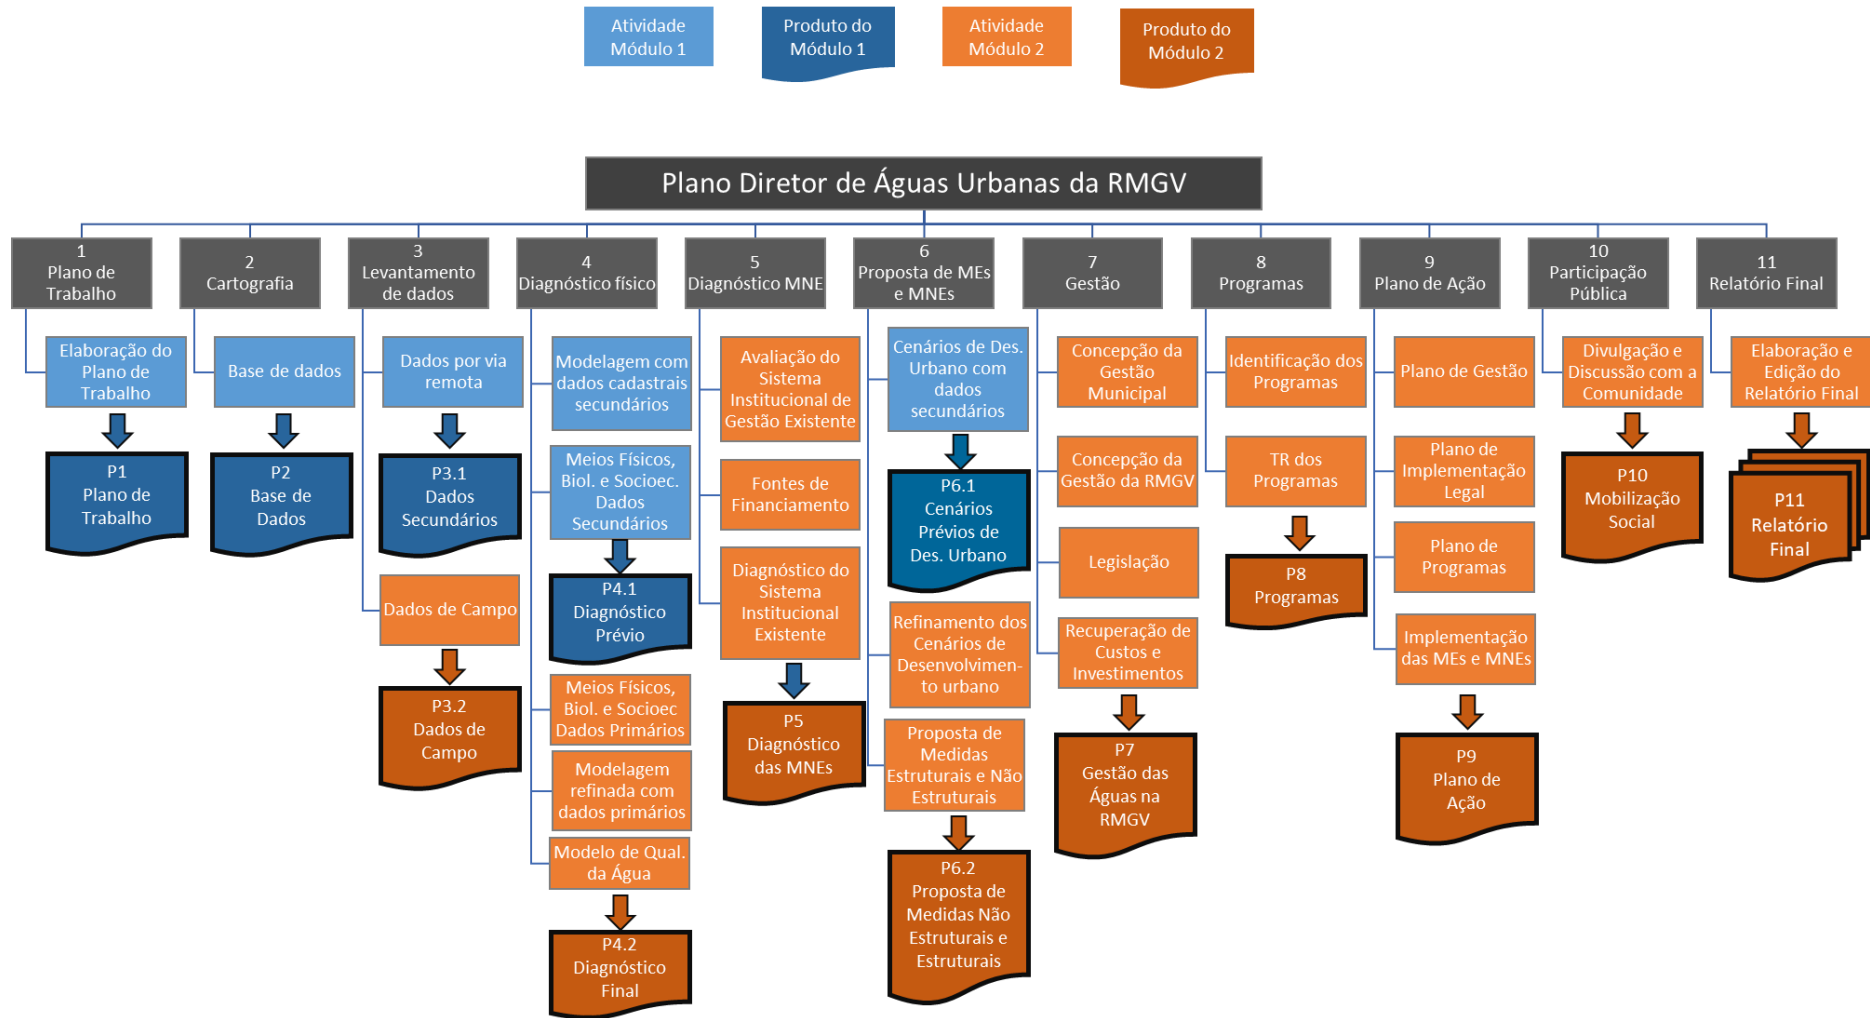 Atividade
Módulo 1
Produto do
Módulo 1
Atividade
Módulo 2
Produto do
Módulo 2
Plano Diretor de Águas Urbanas da RMGV
1
Plano de
Trabalho
2
Cartografia
3
Levantamento
de dados
4
Diagnóstico físico
5
Diagnóstico MNE
6
Proposta de MEs
e MNEs
7
Gestão
8
Programas
9
Plano de Ação
10
Participação
Pública
11
Relatório Final
Elaboração do
Plano de
Trabalho
P1
Plano de
Trabalho
Base de dados
P2
Base de
Dados
Dados por via
remota
P3.1
Dados
Secundários
Dados de Campo
P3.2
Dados de
Campo
Modelagem com
dados cadastrais
secundários
Meios Físicos,
Biol. e Socioec.
Dados
Secundários
P4.1
Diagnóstico
Prévio
Meios Físicos,
Biol. e Socioec
Dados Primários
Modelagem
refinada com
dados primários
Modelo de Qual.
da Água
P4.2
Diagnóstico
Final
Avaliação do
Sistema
Institucional de
Gestão Existente
Fontes de
Financiamento
Diagnóstico do
Sistema
Institucional
Existente
P5
Diagnóstico
das MNEs
Cenários de Des.
Urbano com
dados
secundários
P6.1
Cenários
Prévios de
Des. Urbano
Refinamento dos
Cenários de
Desenvolvimen-
to urbano
Proposta de
Medidas
Estruturais e Não
Estruturais
P6.2
Proposta de
Medidas Não
Estruturais e
Estruturais
Concepção da
Gestão
Municipal
Concepção da
Gestão da RMGV
Legislação
Recuperação de
Custos e
Investimentos
P7
Gestão das
Águas na
RMGV
Identificação dos
Programas
TR dos
Programas
P8
Programas
Plano de Gestão
Plano de
Implementação
Legal
Plano de
Programas
Implementação
das MEs e MNEs
P9
Plano de
Ação
Divulgação e
Discussão com a
Comunidade
P10
Mobilização
Social
Elaboração e
Edição do
Relatório Final
P11
Relatório
Final